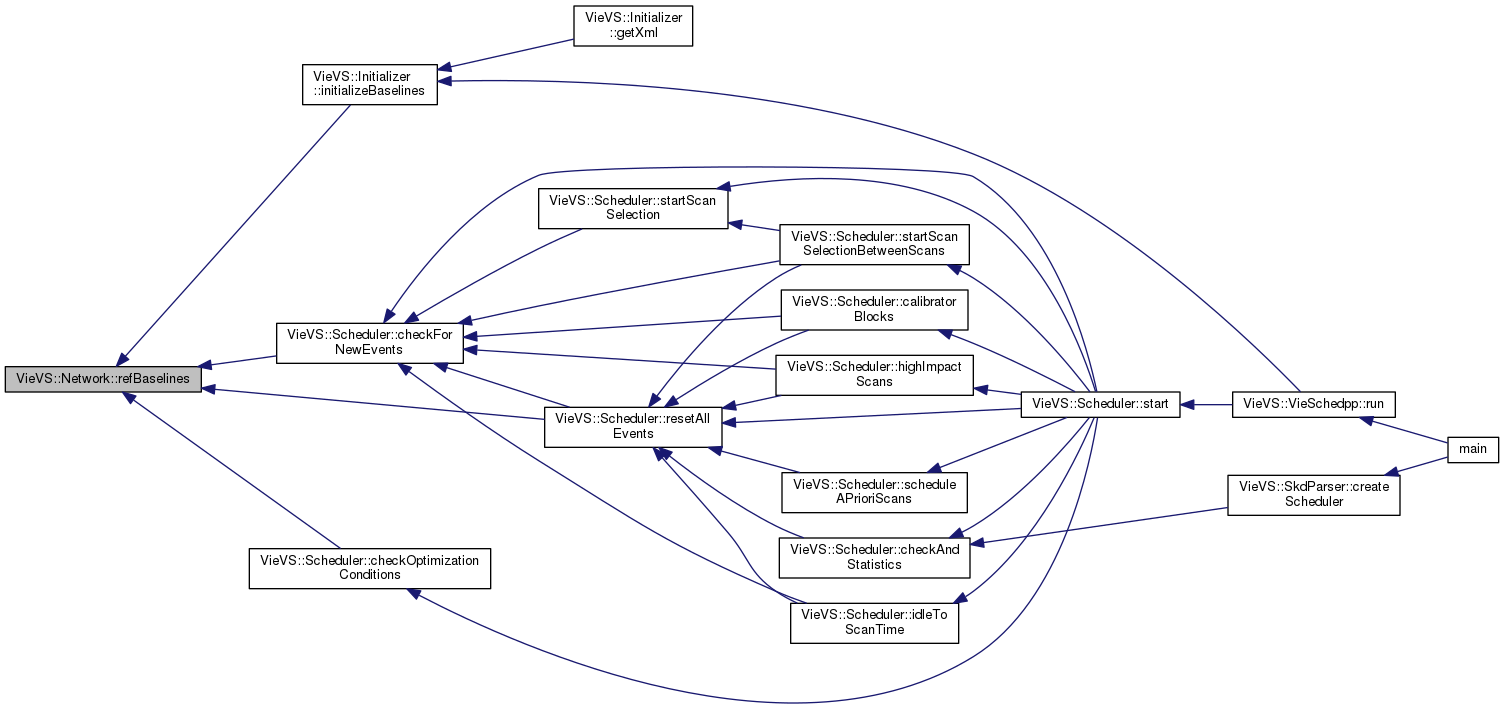 VieVS::Initializer
::getXml
VieVS::Initializer
::initializeBaselines
VieVS::Scheduler::startScan
Selection
VieVS::Scheduler::startScan
SelectionBetweenScans
VieVS::Scheduler::calibrator
Blocks
VieVS::Scheduler::checkFor
NewEvents
VieVS::Scheduler::highImpact
Scans
VieVS::Network::refBaselines
VieVS::Scheduler::start
VieVS::VieSchedpp::run
VieVS::Scheduler::resetAll
Events
main
VieVS::Scheduler::schedule
APrioriScans
VieVS::SkdParser::create
Scheduler
VieVS::Scheduler::checkAnd
Statistics
VieVS::Scheduler::checkOptimization
Conditions
VieVS::Scheduler::idleTo
ScanTime